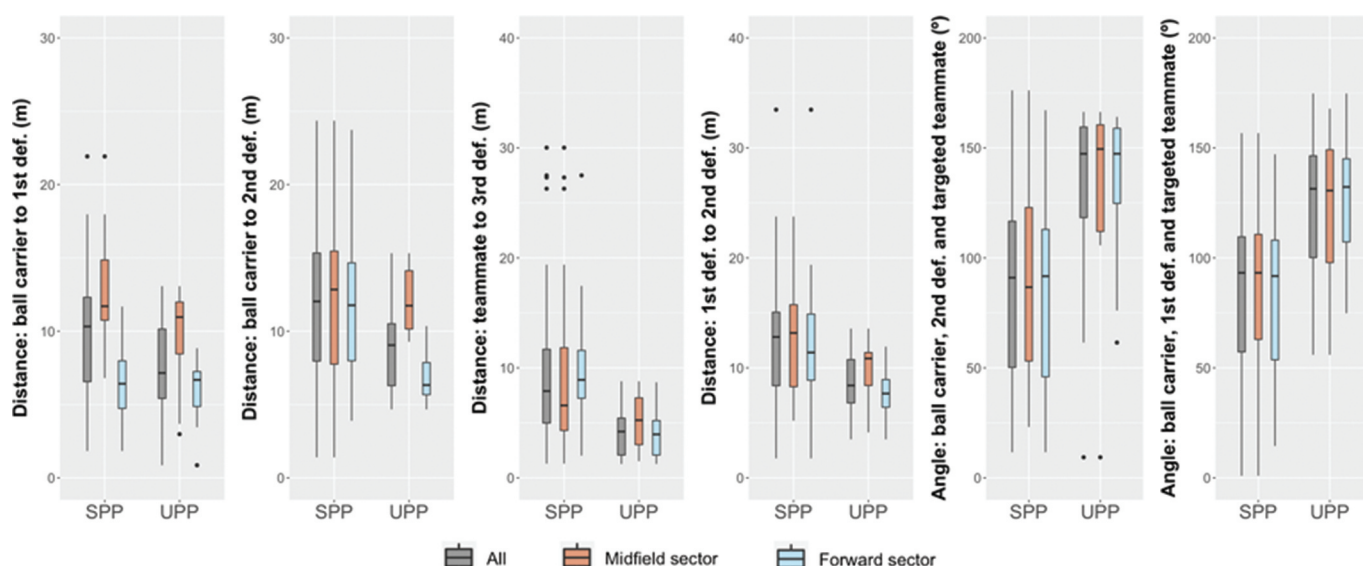 Distance: ball carrier to 1st def. (m)
30
20
10
0
SPP UPP
Distance: ball carrier to 2nd def. (m)
30
20
10
0
SPP UPP
Distance: teammate to 3rd def. (m)
40
30
20
10
0
SPP UPP
Distance: 1st def. to 2nd def. (m)
40
30
20
10
0
SPP UPP
Angle: ball carrier, 2nd def. and targeted teammate (º)
200
150
100
50
0
SPP UPP
Angle: ball carrier, 1st def. and targeted teammate (º)
200
150
100
50
0
SPP UPP
All Midfield sector Forward sector